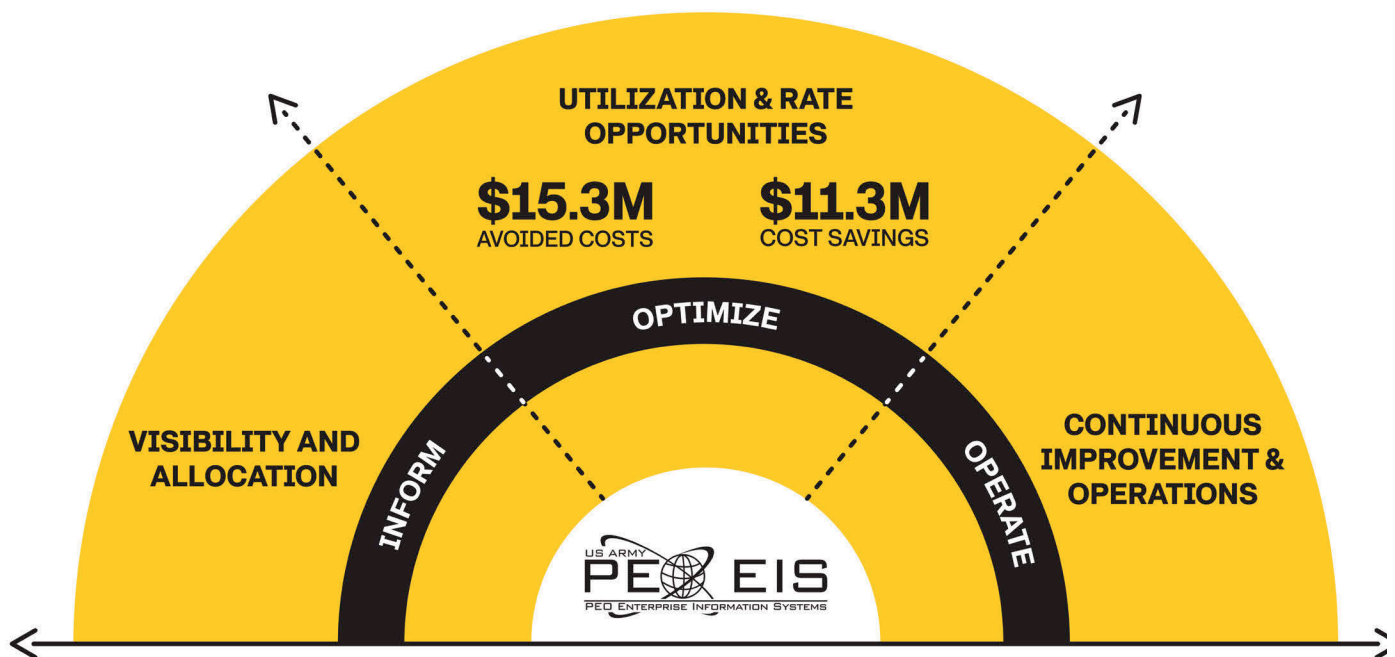 UTILIZATION & RATE
OPPORTUNITIES
$15.3M
AVOIDED COSTS
$11.3M
COST SAVINGS
OPTIMIZE
VISIBILITY AND
ALLOCATION
INFORM
CONTINUOUS
IMPROVEMENT &
OPERATIONS
OPERATE
US ARMY
PEO EIS
PEO ENTERPRISE INFORMATION SYSTEMS